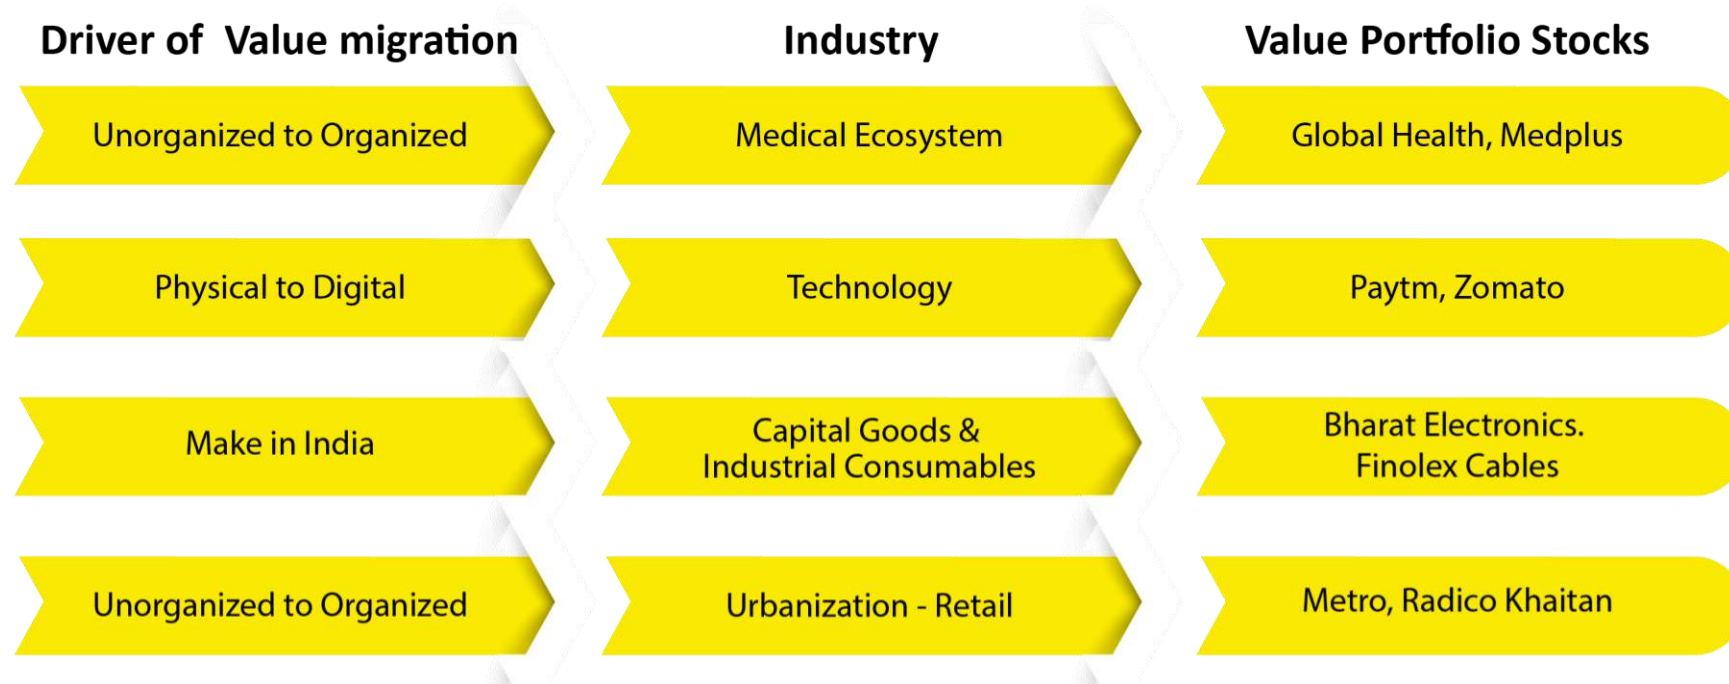 Driver of Value migration
Industry
Value Portfolio Stocks
Unorganized to Organized
Medical Ecosystem
Global Health, Medplus
Physical to Digital
Technology
Paytm, Zomato
Make in India
Capital Goods &
Industrial Consumables
Bharat Electronics.
Finolex Cables
Unorganized to Organized
Urbanization - Retail
Metro, Radico Khaitan